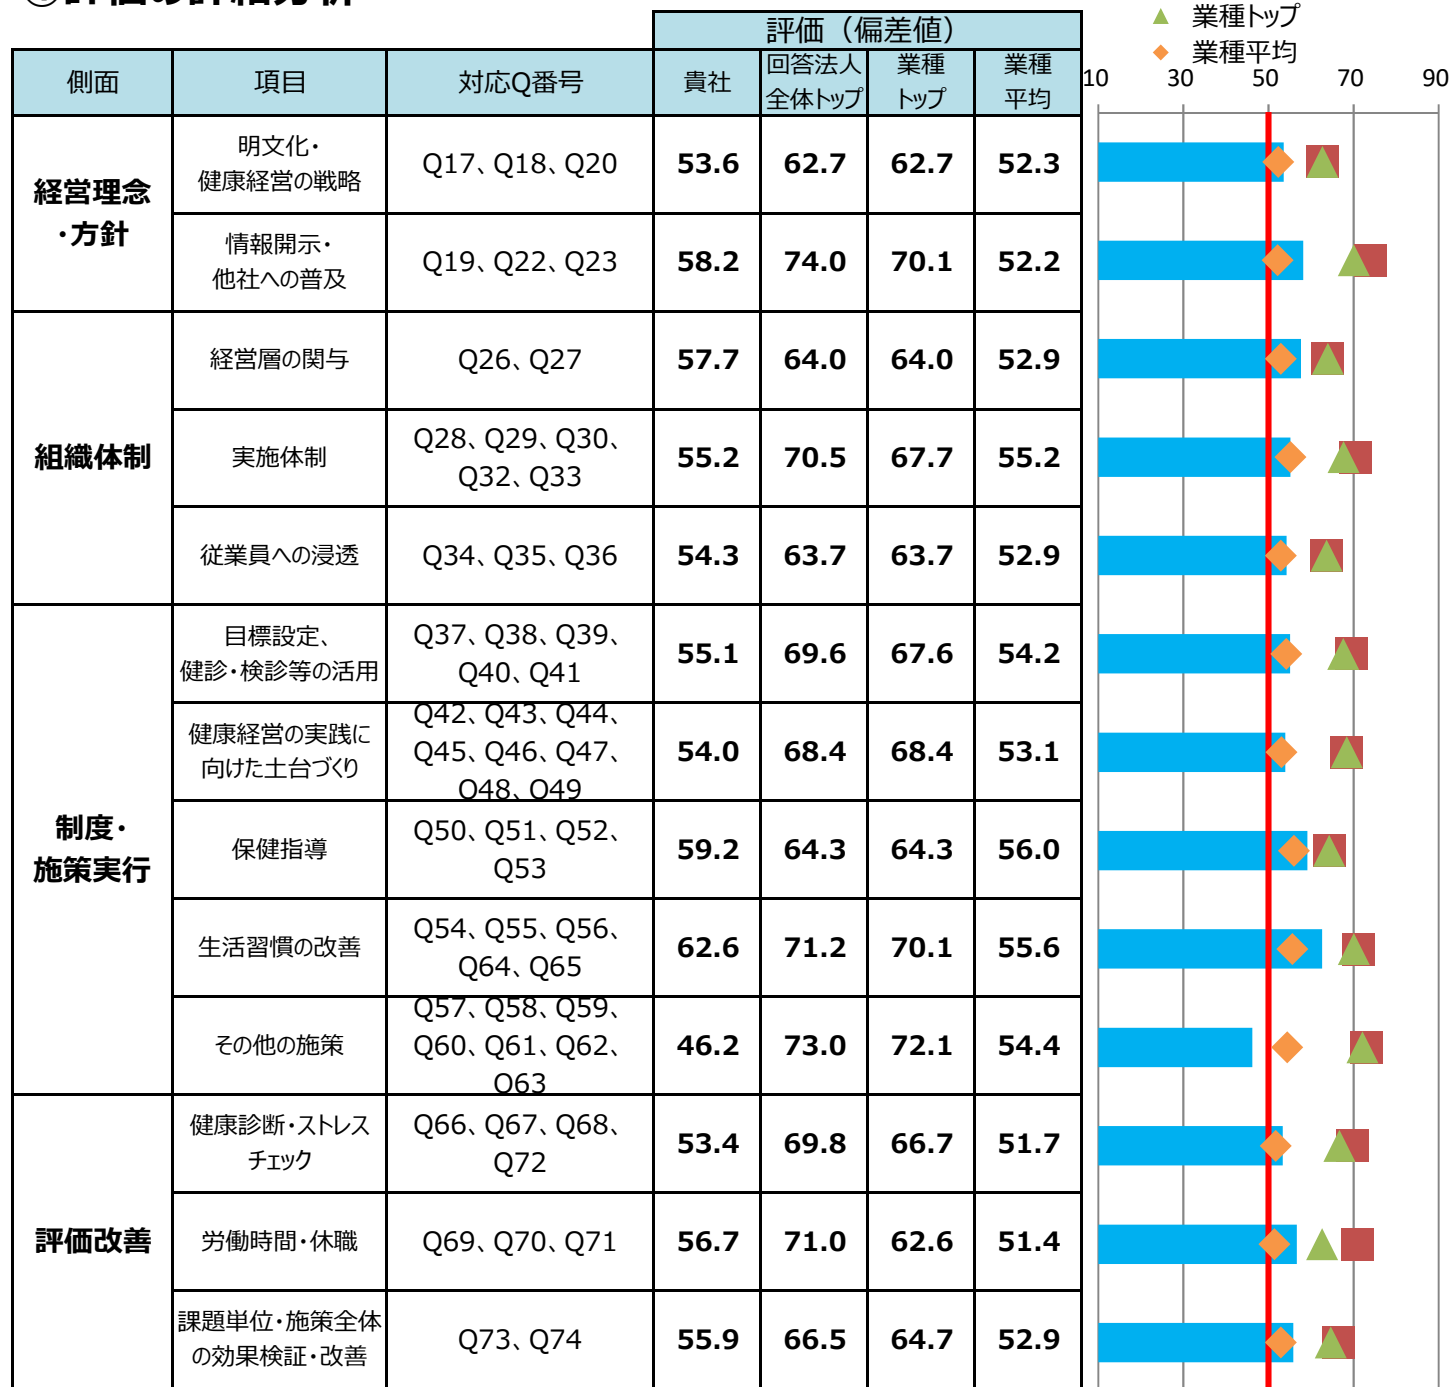 評価の詳細分析
▲ 業種トップ
◆ 業種平均
評価（偏差値）
側面 項目 対応Q番号 貴社 回答法人 業種 業種
全体トップ トップ 平均
10 30 50 70 90
経営理念
・方針
明文化・
健康経営の戦略
Q17、Q18、Q20 53.6 62.7 62.7 52.3
情報開示・
他社への普及
Q19、Q22、Q23 58.2 74.0 70.1 52.2
組織体制
経営層の関与 Q26、Q27 57.7 64.0 64.0 52.9
実施体制
Q28、Q29、Q30、
Q32、Q33
55.2 70.5 67.7 55.2
従業員への浸透 Q34、Q35、Q36 54.3 63.7 63.7 52.9
制度・
施策実行
目標設定、
健診・検診等の活用
Q37、Q38、Q39、
Q40、Q41
55.1 69.6 67.6 54.2
健康経営の実践に
向けた土台づくり
Q42、Q43、Q44、
Q45、Q46、Q47、
Q48、Q49
54.0 68.4 68.4 53.1
保健指導
Q50、Q51、Q52、
Q53
59.2 64.3 64.3 56.0
生活習慣の改善
Q54、Q55、Q56、
Q64、Q65
62.6 71.2 70.1 55.6
その他の施策
Q57、Q58、Q59、
Q60、Q61、Q62、
Q63
46.2 73.0 72.1 54.4
評価改善
健康診断・ストレス
チェック
Q66、Q67、Q68、
Q72
53.4 69.8 66.7 51.7
労働時間・休職 Q69、Q70、Q71 56.7 71.0 62.6 51.4
課題単位・施策全体
の効果検証・改善
Q73、Q74 55.9 66.5 64.7 52.9